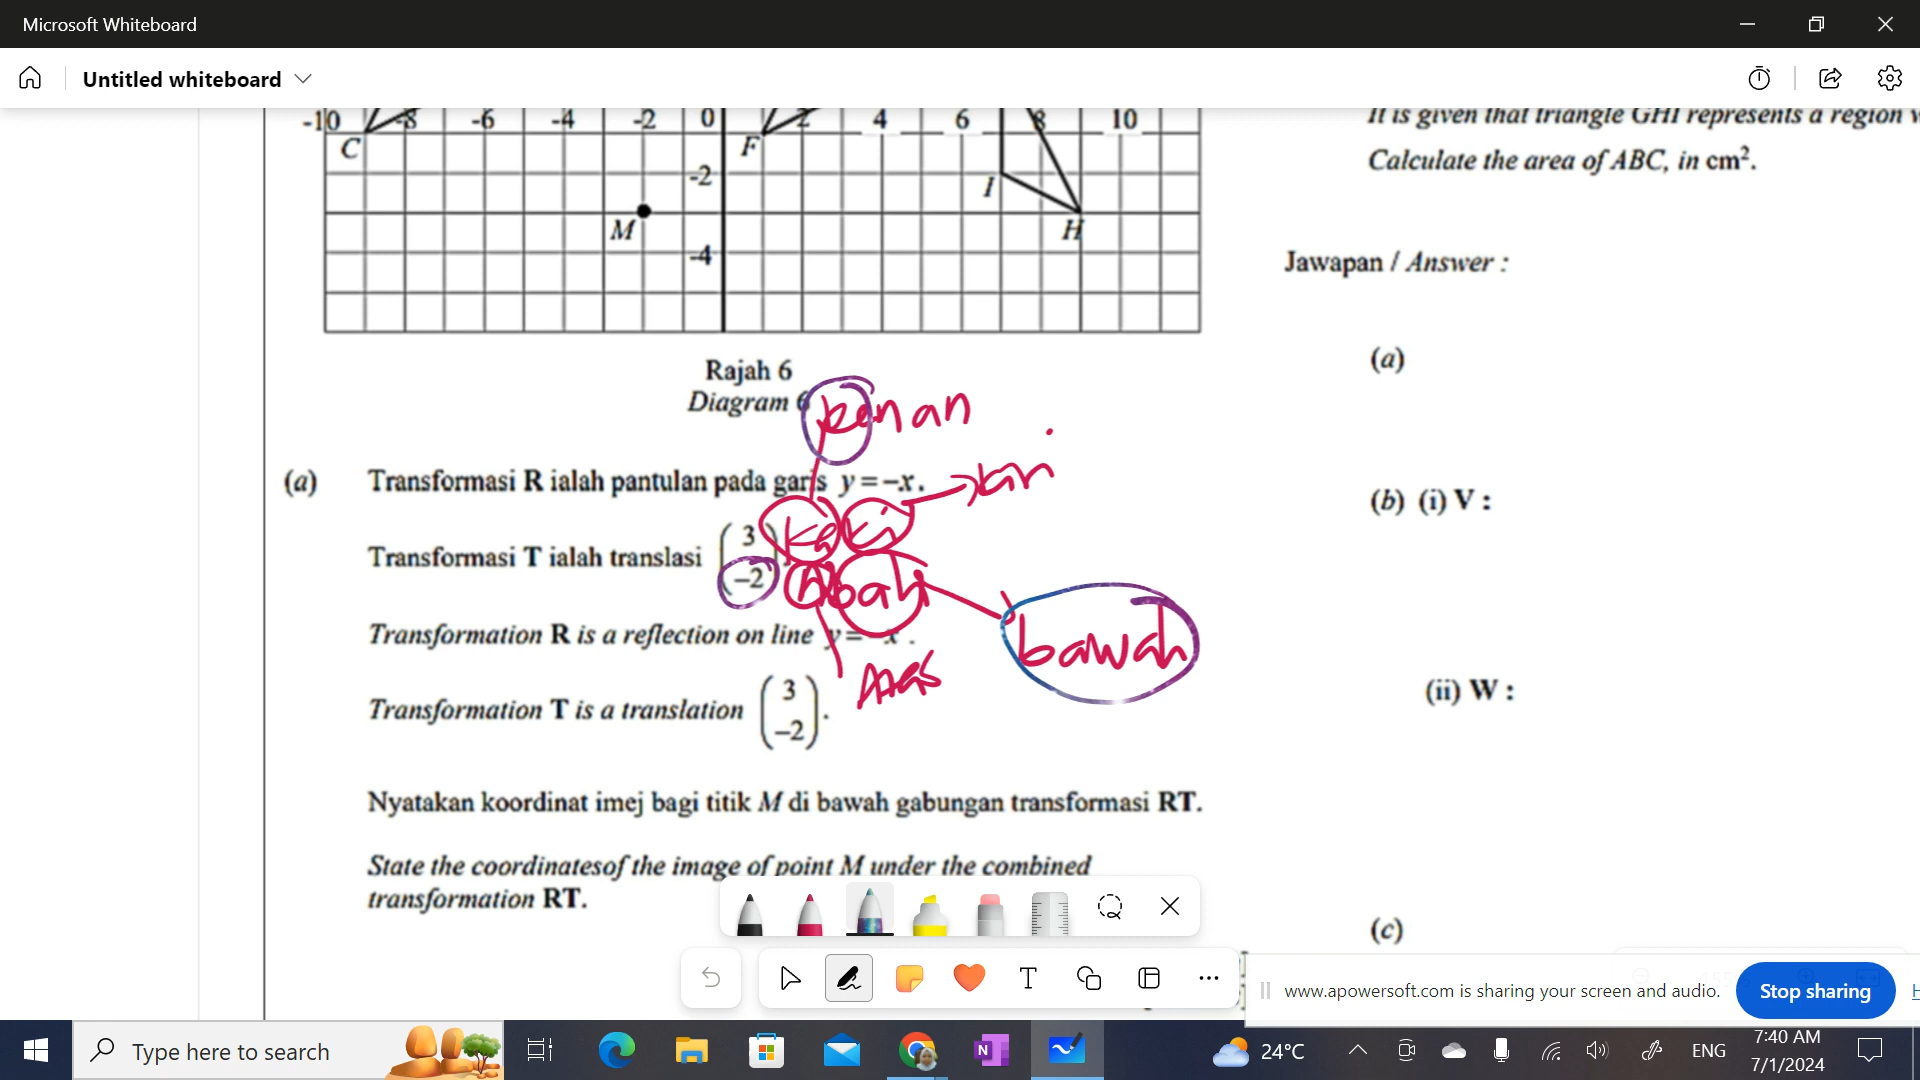 Microsoft Whiteboard
Untitled whiteboard
-10 -8 -6 -4 -2 0 2 4 6 8 10
C F
-2 I
M H
-4
Rajah 6
Diagram 6 kanan
(a) Transformasi R ialah pantulan pada garis y = -x. kiri
Transformasi T ialah translasi (3 -2) ka ki
bah
Transformation R is a reflection on line y = x . bawah
atas
Transformation T is a translation (3 -2).
Nyatakan koordinat imej bagi titik M di bawah gabungan transformasi RT.
State the coordinatesof the image of point M under the combined
transformation RT.
It is given that triangle GHI represents a region
Calculate the area of ABC, in cm².
Jawapan / Answer :
(a)
(b) (i) V :
(ii) W :
(c)
www.apowersoft.com is sharing your screen and audio. Stop sharing
Type here to search
24°C
ENG
7:40 AM
7/1/2024